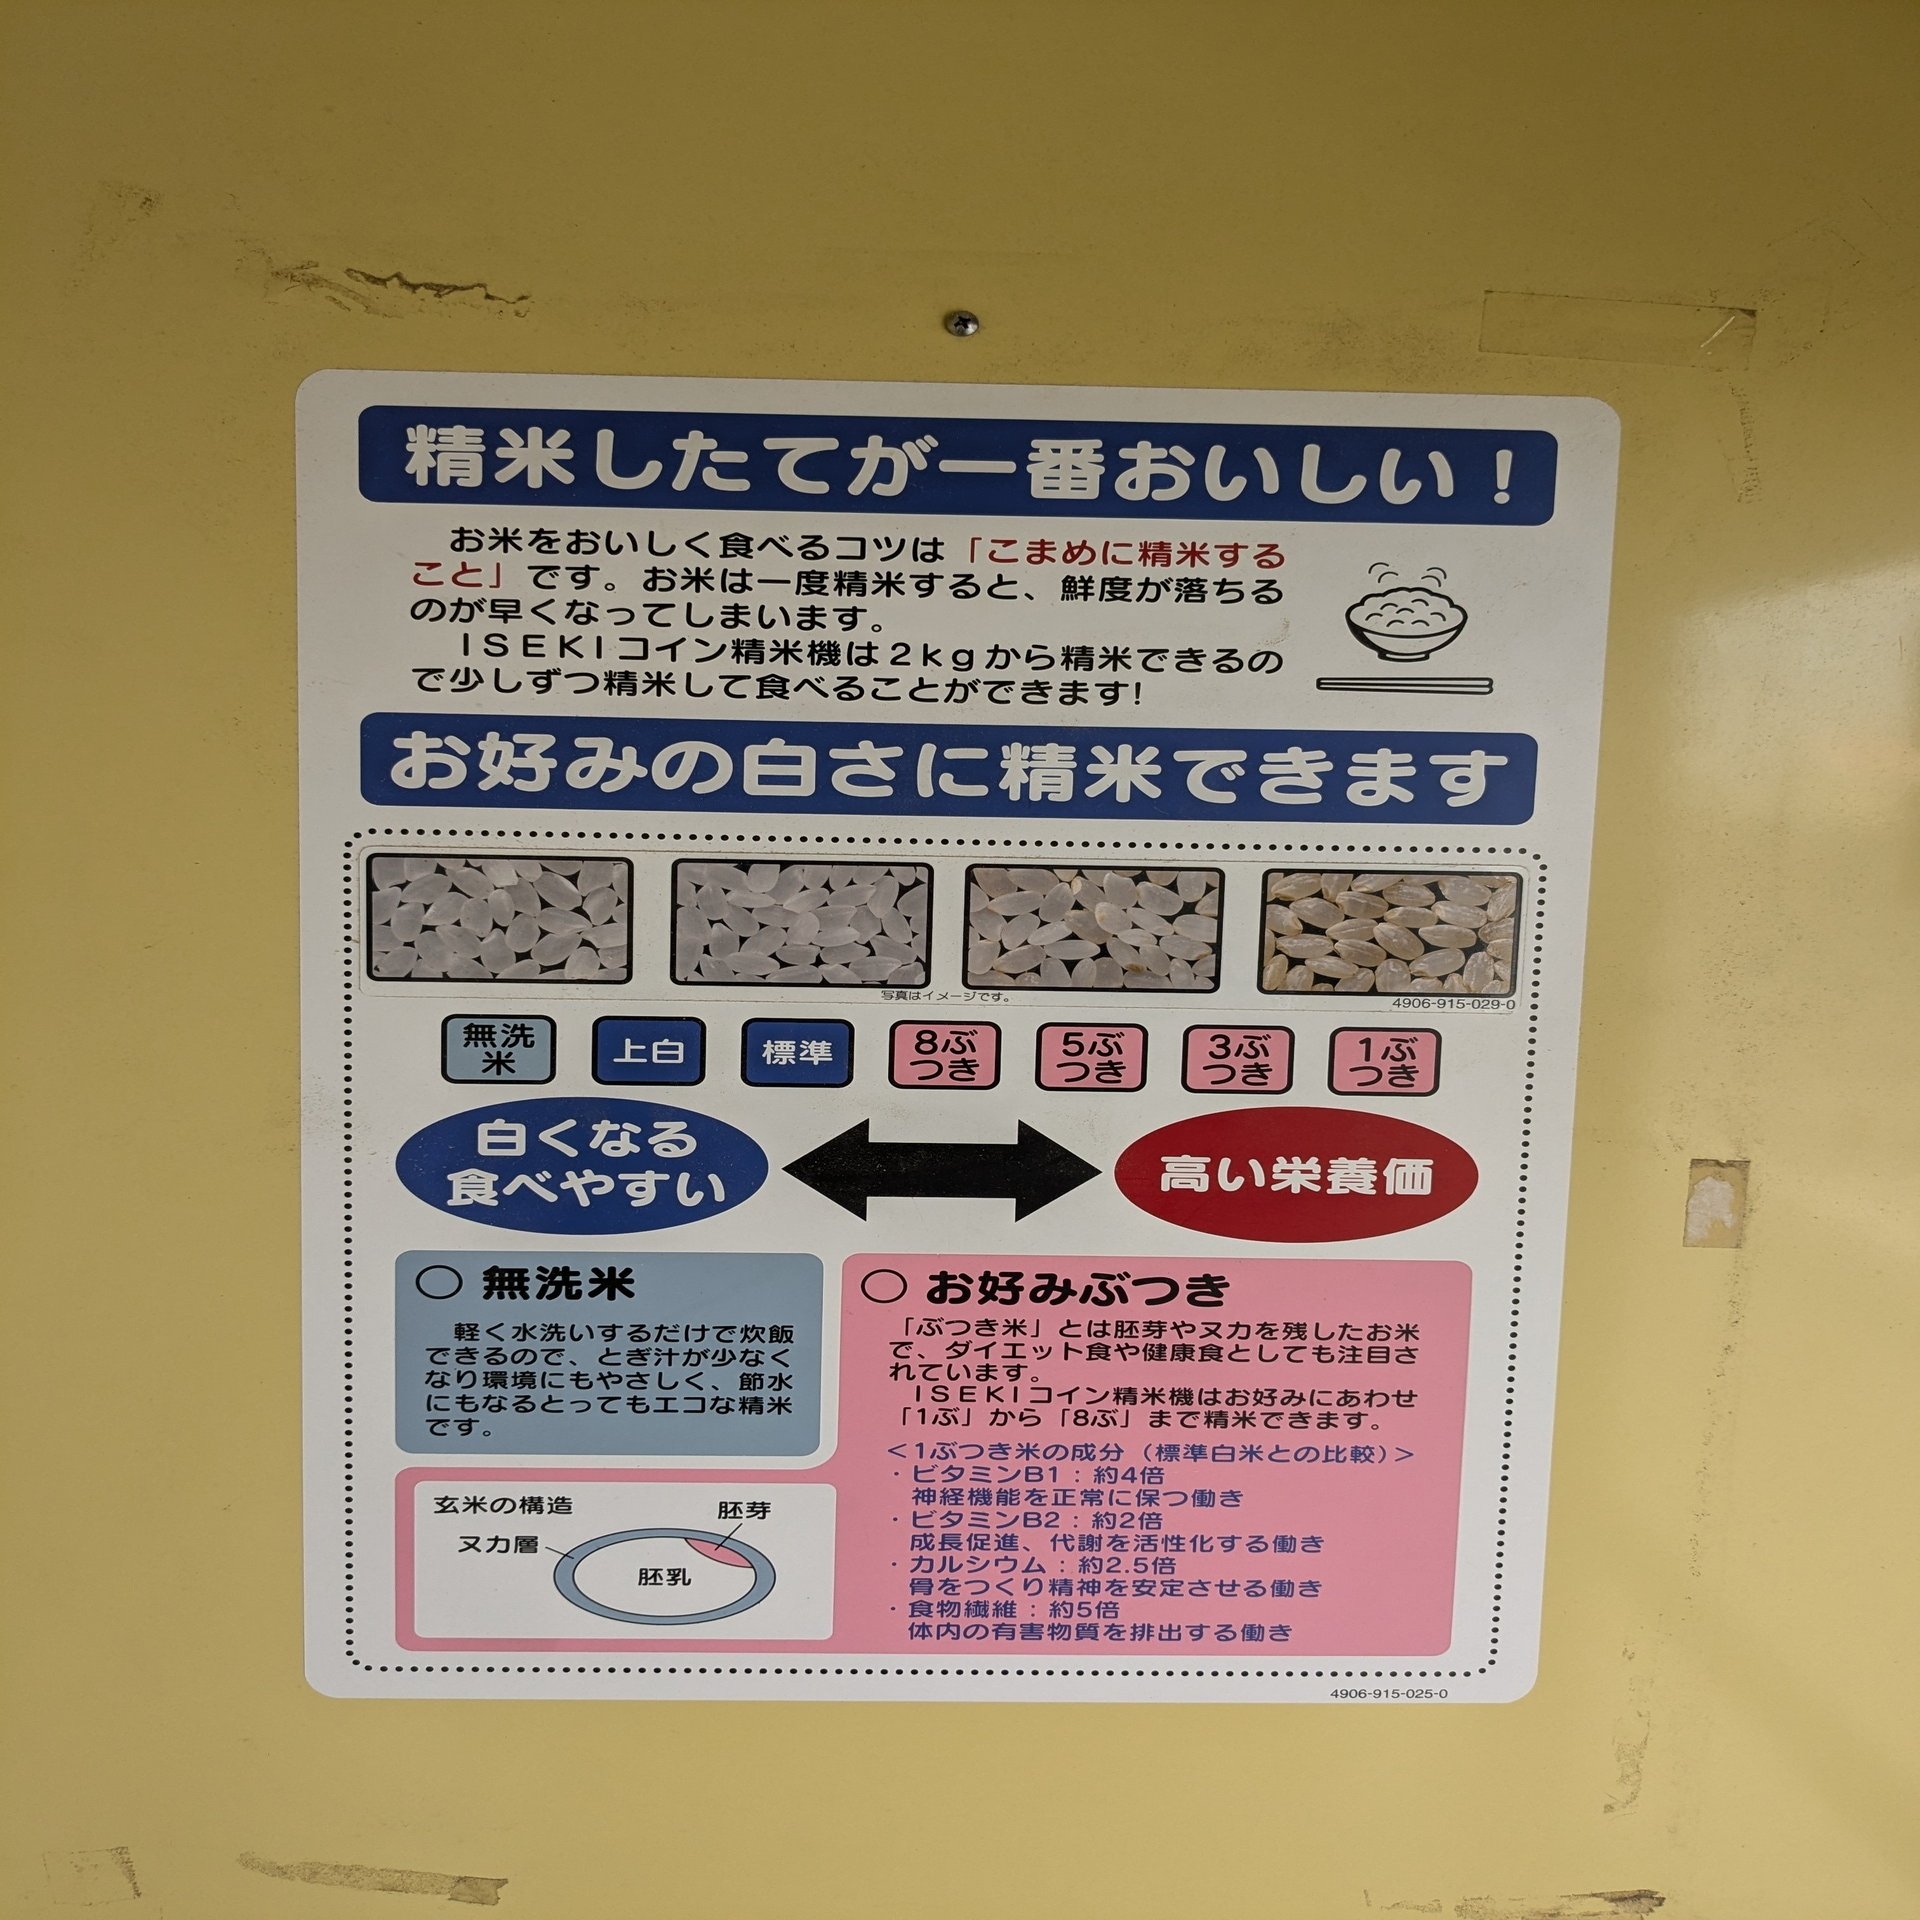 精米したてが一番おいしい！
お米をおいしく食べるコツは「こまめに精米する
こと」です。お米は一度精米すると、鮮度が落ちる
のが早くなってしまいます。
ISEKIコイン精米機は2kgから精米できるの
で少しずつ精米して食べることができます!
お好みの白さに精米できます
写真はイメージです。
4906-915-029-0
無洗
米
上白
標準
8ぶ
つき
5ぶ
つき
3ぶ
つき
1ぶ
つき
白くなる
食べやすい
高い栄養価
○ 無洗米
軽く水洗いするだけで炊飯
できるので、とぎ汁が少なく
なり環境にもやさしく、節水
にもなるとってもエコな精米
です。
玄米の構造
胚芽
ヌカ層
胚乳
○ お好みぶつき
「ぶつき米」とは胚芽やヌカを残したお米
で、ダイエット食や健康食としても注目さ
れています。
ISEKIコイン精米機はお好みにあわせ
「1ぶ」から「8ぶ」まで精米できます。
<1ぶつき米の成分（標準白米との比較）>
・ビタミンB1：約4倍
神経機能を正常に保つ働き
・ビタミンB2：約2倍
成長促進、代謝を活性化する働き
・カルシウム：約2.5倍
骨をつくり精神を安定させる働き
・食物繊維：約5倍
体内の有害物質を排出する働き
4906-915-025-0